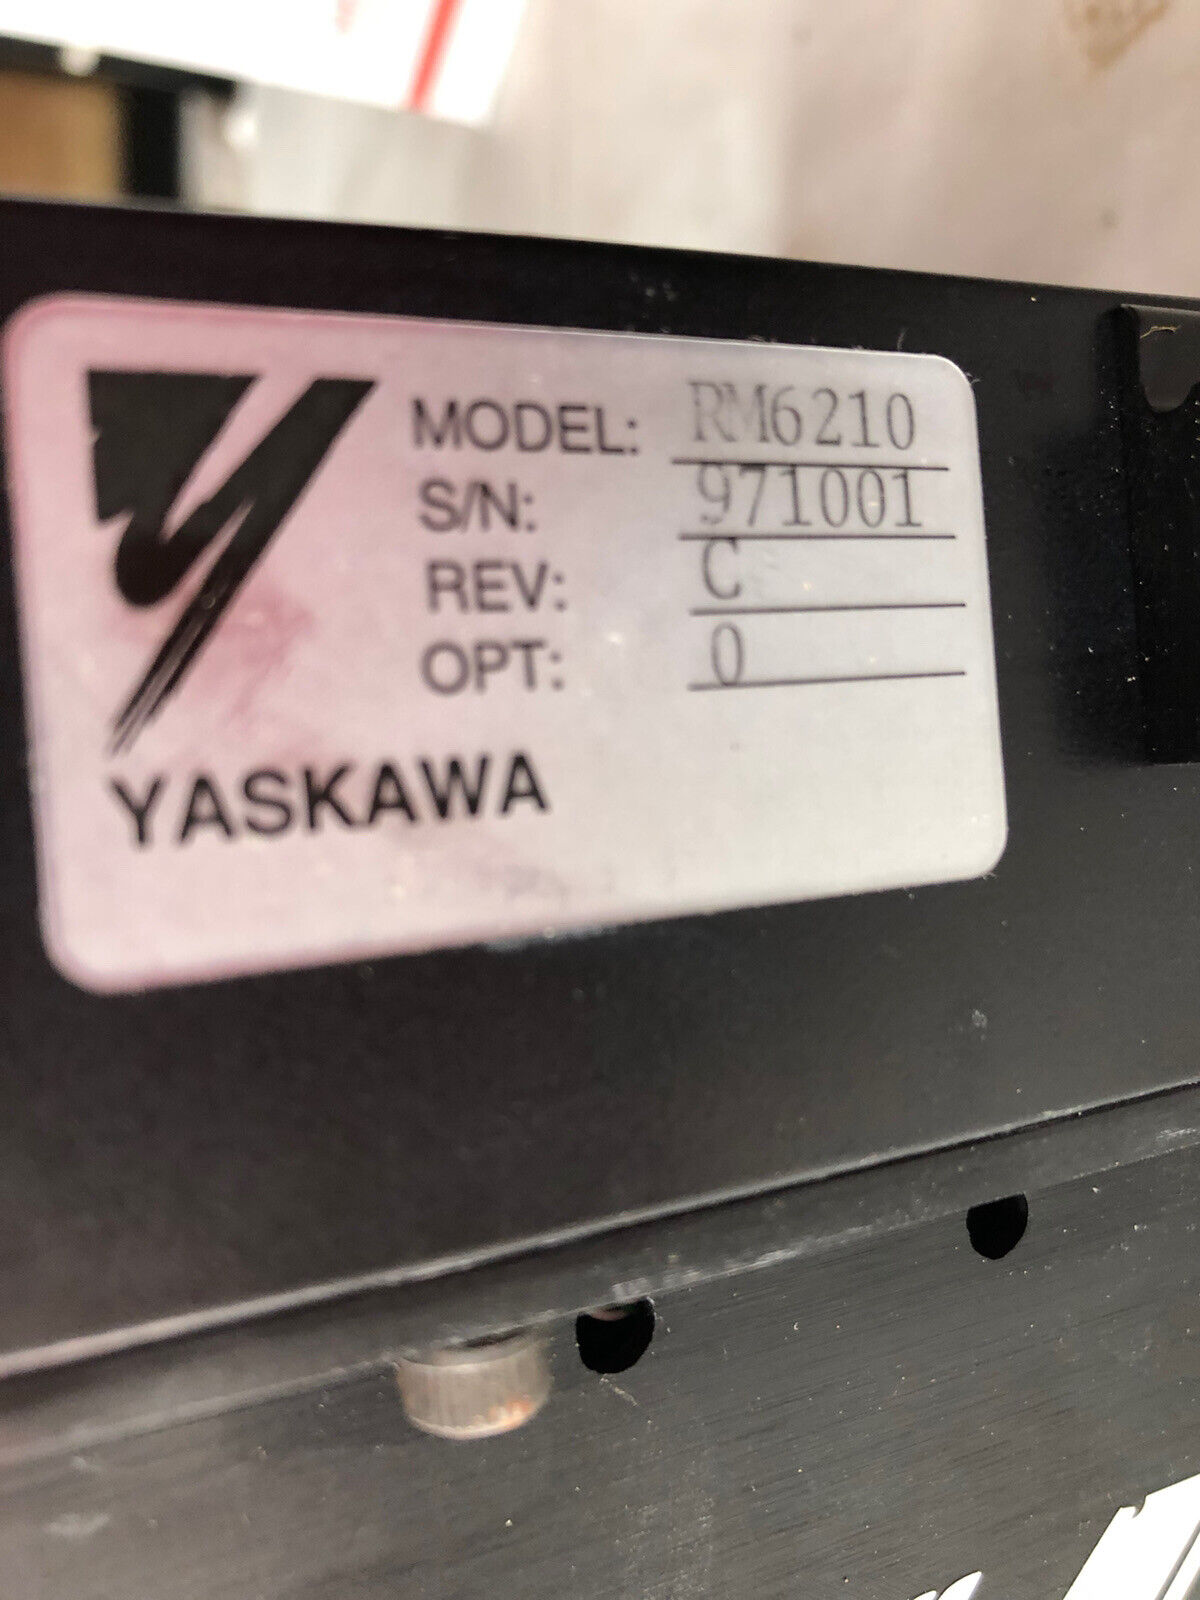 MODEL: RM6210
S/N: 971001
REV: C
OPT: 0
YASKAWA